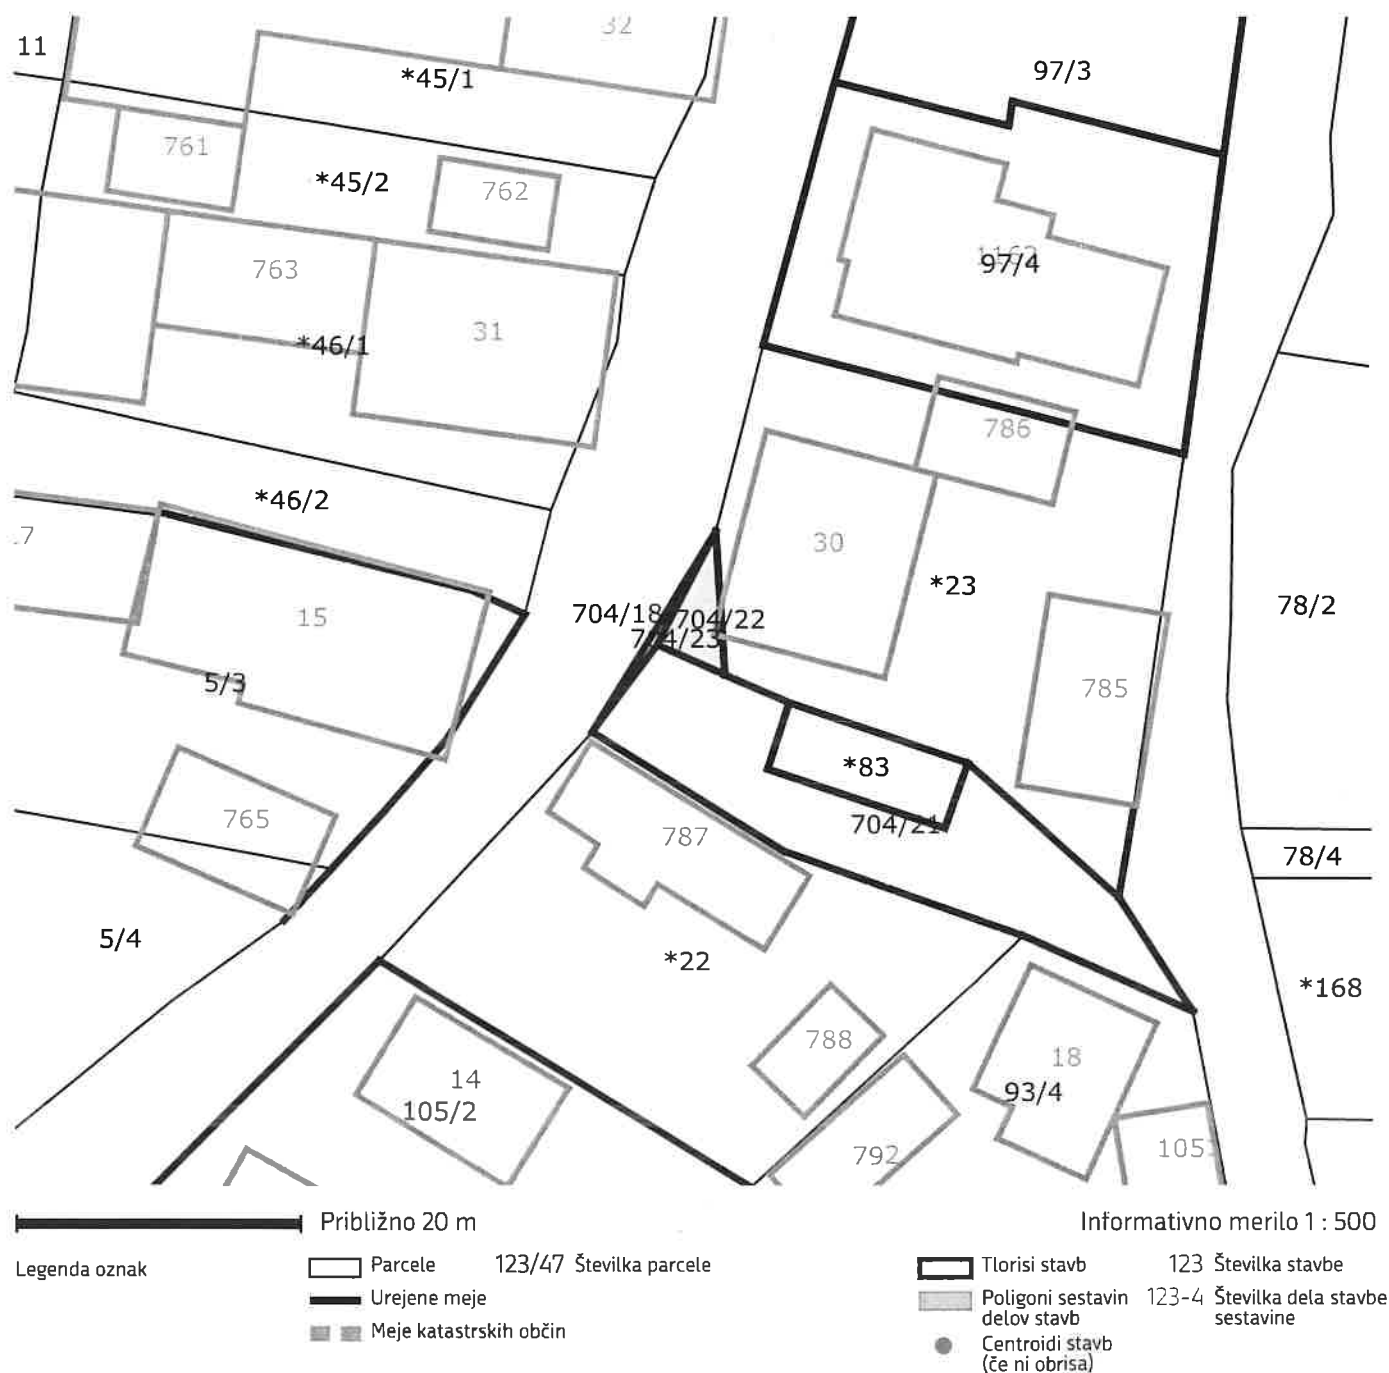 32
11
*45/1
97/3
761
*45/2
762
763
97/4
31
*46/1
786
*46/2
30
*23
15
704/18
704/22
704/23
78/2
5/3
785
*83
765
787
704/21
78/4
5/4
*22
*168
788
18
14
93/4
105/2
792
105
Približno 20 m
Informativno merilo 1 : 500
Legenda oznak
Parcele
123/47 Številka parcele
Urejene meje
Meje katastrskih občin
Tlorisi stavb
123 Številka stavbe
Poligoni sestavin
delov stavb
123-4 Številka dela stavbe
sestavine
Centroidi stavb
(če ni obrisa)